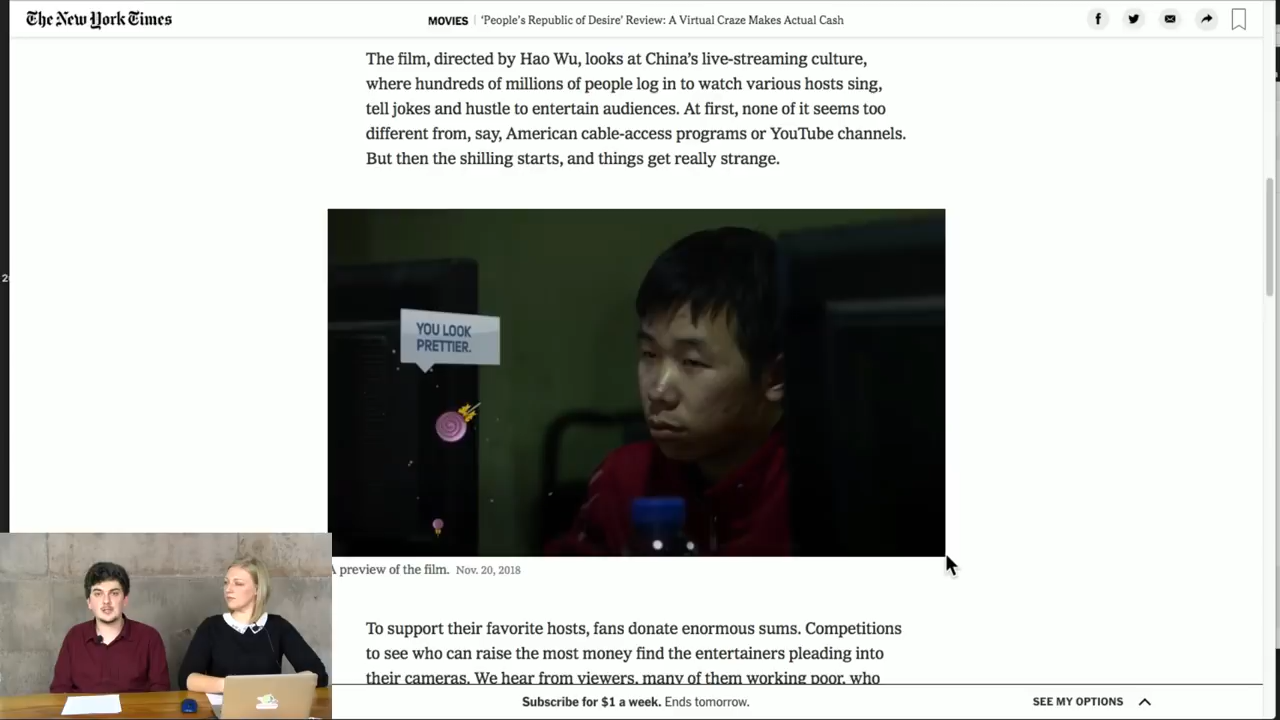 The New York Times
MOVIES | 'People's Republic of Desire' Review: A Virtual Craze Makes Actual Cash
The film, directed by Hao Wu, looks at China's live-streaming culture,
where hundreds of millions of people log in to watch various hosts sing,
tell jokes and hustle to entertain audiences. At first, none of it seems too
different from, say, American cable-access programs or YouTube channels.
But then the shilling starts, and things get really strange.
YOU LOOK
PRETTIER.
A preview of the film. Nov. 20, 2018
To support their favorite hosts, fans donate enormous sums. Competitions
to see who can raise the most money find the entertainers pleading into
their cameras. We hear from viewers, many of them working poor, who
Subscribe for $1 a week. Ends tomorrow.
SEE MY OPTIONS